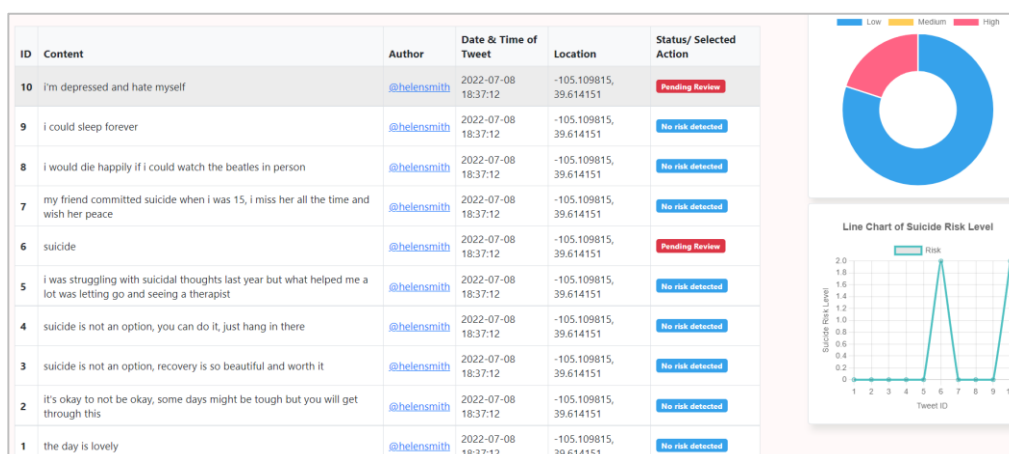 ID Content Author Date & Time of Tweet Location Status/ Selected Action
10 i'm depressed and hate myself @helensmith 2022-07-08 18:37:12 -105.109815, 39.614151 Pending Review
9 i could sleep forever @helensmith 2022-07-08 18:37:12 -105.109815, 39.614151 No risk detected
8 i would die happily if i could watch the beatles in person @helensmith 2022-07-08 18:37:12 -105.109815, 39.614151 No risk detected
7 my friend committed suicide when i was 15, i miss her all the time and wish her peace @helensmith 2022-07-08 18:37:12 -105.109815, 39.614151 No risk detected
6 suicide @helensmith 2022-07-08 18:37:12 -105.109815, 39.614151 Pending Review
5 i was struggling with suicidal thoughts last year but what helped me a lot was letting go and seeing a therapist @helensmith 2022-07-08 18:37:12 -105.109815, 39.614151 No risk detected
4 suicide is not an option, you can do it, just hang in there @helensmith 2022-07-08 18:37:12 -105.109815, 39.614151 No risk detected
3 suicide is not an option, recovery is so beautiful and worth it @helensmith 2022-07-08 18:37:12 -105.109815, 39.614151 No risk detected
2 it's okay to not be okay, some days might be tough but you will get through this @helensmith 2022-07-08 18:37:12 -105.109815, 39.614151 No risk detected
1 the day is lovely @helensmith 2022-07-08 18:37:12 -105.109815, 39.614151 No risk detected
Low Medium High
Line Chart of Suicide Risk Level
Risk
Suicide Risk Level
2.0
1.8
1.6
1.4
1.2
1.0
0.8
0.6
0.4
0.2
0
1 2 3 4 5 6 7 8 9
Tweet ID